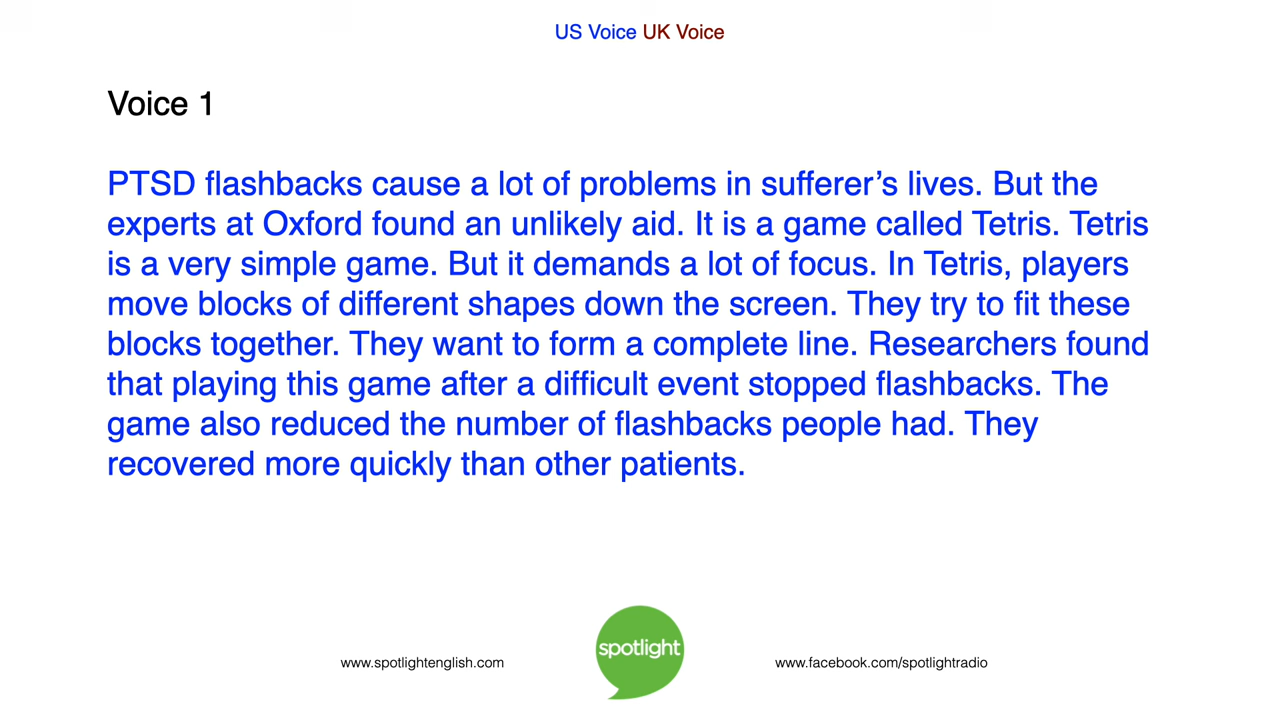 US Voice UK Voice
Voice 1
PTSD flashbacks cause a lot of problems in sufferer’s lives. But the
experts at Oxford found an unlikely aid. It is a game called Tetris. Tetris
is a very simple game. But it demands a lot of focus. In Tetris, players
move blocks of different shapes down the screen. They try to fit these
blocks together. They want to form a complete line. Researchers found
that playing this game after a difficult event stopped flashbacks. The
game also reduced the number of flashbacks people had. They
recovered more quickly than other patients.
www.spotlightenglish.com
spotlight
www.facebook.com/spotlightradio